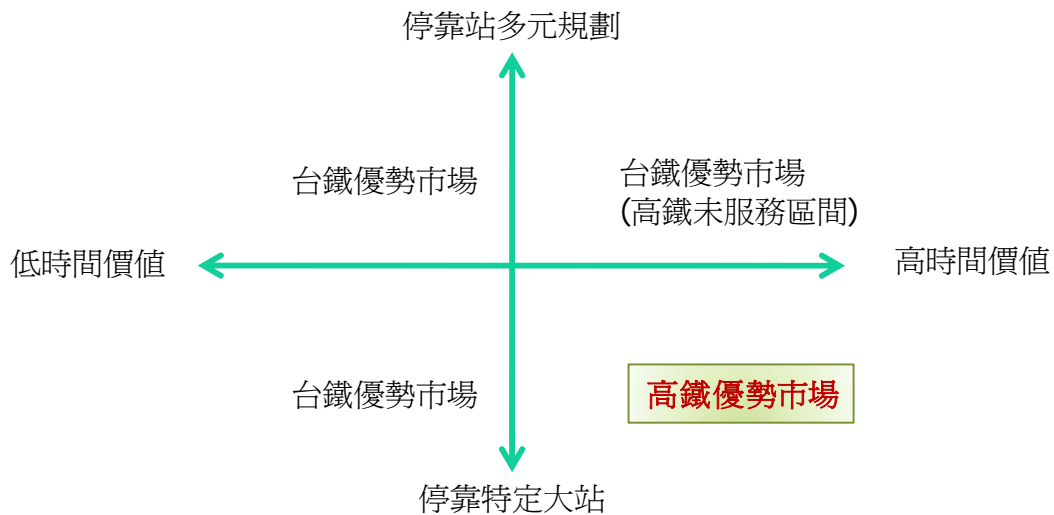 停靠站多元規劃
台鐵優勢市場
台鐵優勢市場
(高鐵未服務區間)
低時間價值
高時間價值
台鐵優勢市場
高鐵優勢市場
停靠特定大站